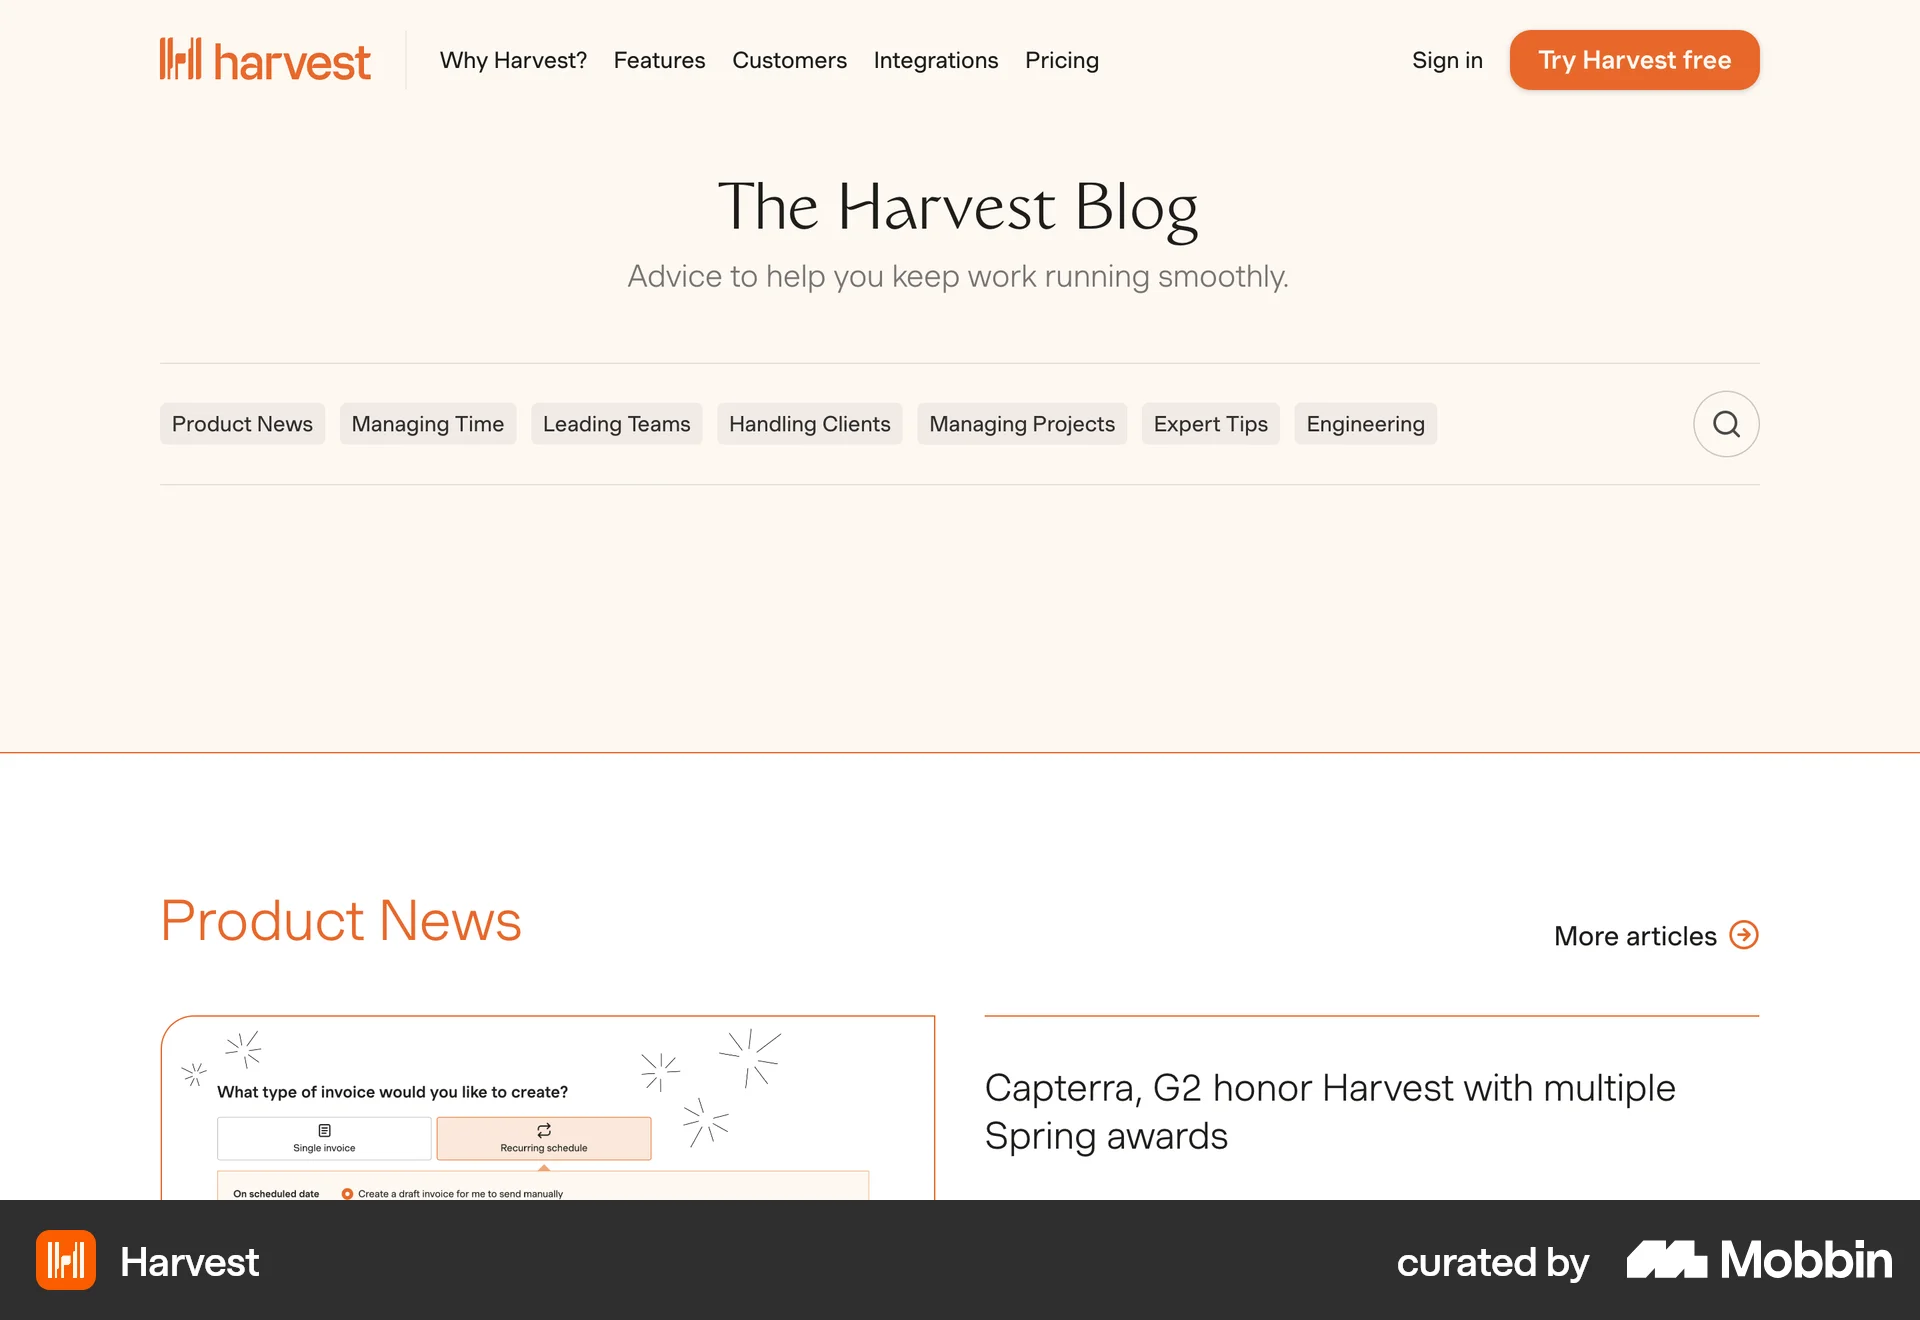 harvest
Why Harvest? Features Customers Integrations Pricing
Sign in
Try Harvest free
The Harvest Blog
Advice to help you keep work running smoothly.
Product News Managing Time Leading Teams Handling Clients Managing Projects Expert Tips Engineering
Product News
More articles
What type of invoice would you like to create?
Single invoice
Recurring schedule
On scheduled date Create a draft invoice for me to send manually
Capterra, G2 honor Harvest with multiple
Spring awards
Harvest
curated by Mobbin